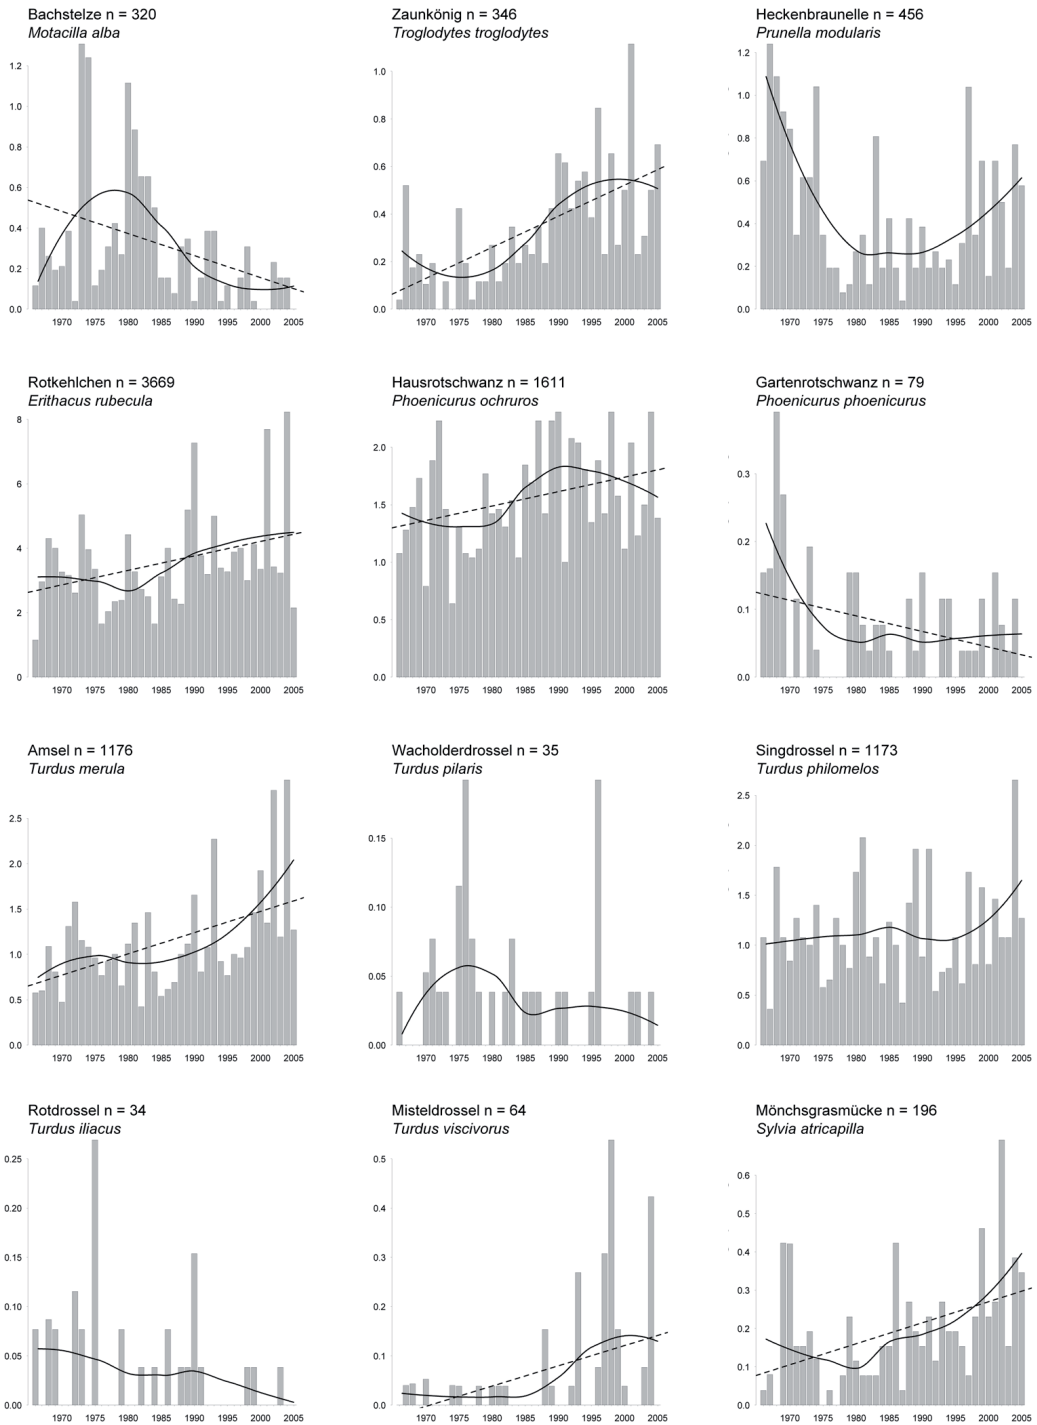 Bachstelze n = 320
Motacilla alba
1.2
1.0
0.8
0.6
0.4
0.2
0.0
1970 1975 1980 1985 1990 1995 2000 2005
Zaunkönig n = 346
Troglodytes troglodytes
1.0
0.8
0.6
0.4
0.2
0.0
1970 1975 1980 1985 1990 1995 2000 2005
Heckenbraunelle n = 456
Prunella modularis
1.2
1.0
1.2
0.6
0.4
0.2
0.0
1970 1975 1980 1985 1990 1995 2000 2005
Rotkehlchen n = 3669
Erithacus rubecula
8
6
4
2
0
1970 1975 1980 1985 1990 1995 2000 2005
Hausrotschwanz n = 1611
Phoenicurus ochruros
2.0
1.5
1.0
0.5
0.0
1970 1975 1980 1985 1990 1995 2000 2005
Gartenrotschwanz n = 79
Phoenicurus phoenicurus
0.3
0.2
0.1
0.0
1970 1975 1980 1985 1990 1995 2000 2005
Amsel n = 1176
Turdus merula
2.5
2.0
1.5
1.0
0.5
0.0
1970 1975 1980 1985 1990 1995 2000 2005
Wacholderdrossel n = 35
Turdus pilaris
0.15
0.10
0.05
0.00
1970 1975 1980 1985 1990 1995 2000 2005
Singdrossel n = 1173
Turdus philomelos
2.5
2.0
1.5
1.0
0.5
0.0
1970 1975 1980 1985 1990 1995 2000 2005
Rotdrossel n = 34
Turdus iliacus
0.25
0.20
0.15
0.10
0.05
0.00
1970 1975 1980 1985 1990 1995 2000 2005
Misteldrossel n = 64
Turdus viscivorus
0.5
0.4
0.3
0.2
0.1
0.0
1970 1975 1980 1985 1990 1995 2000 2005
Mönchsgrasmücke n = 196
Sylvia atricapilla
0.6
0.5
0.4
0.3
0.2
0.1
0.0
1970 1975 1980 1985 1990 1995 2000 2005